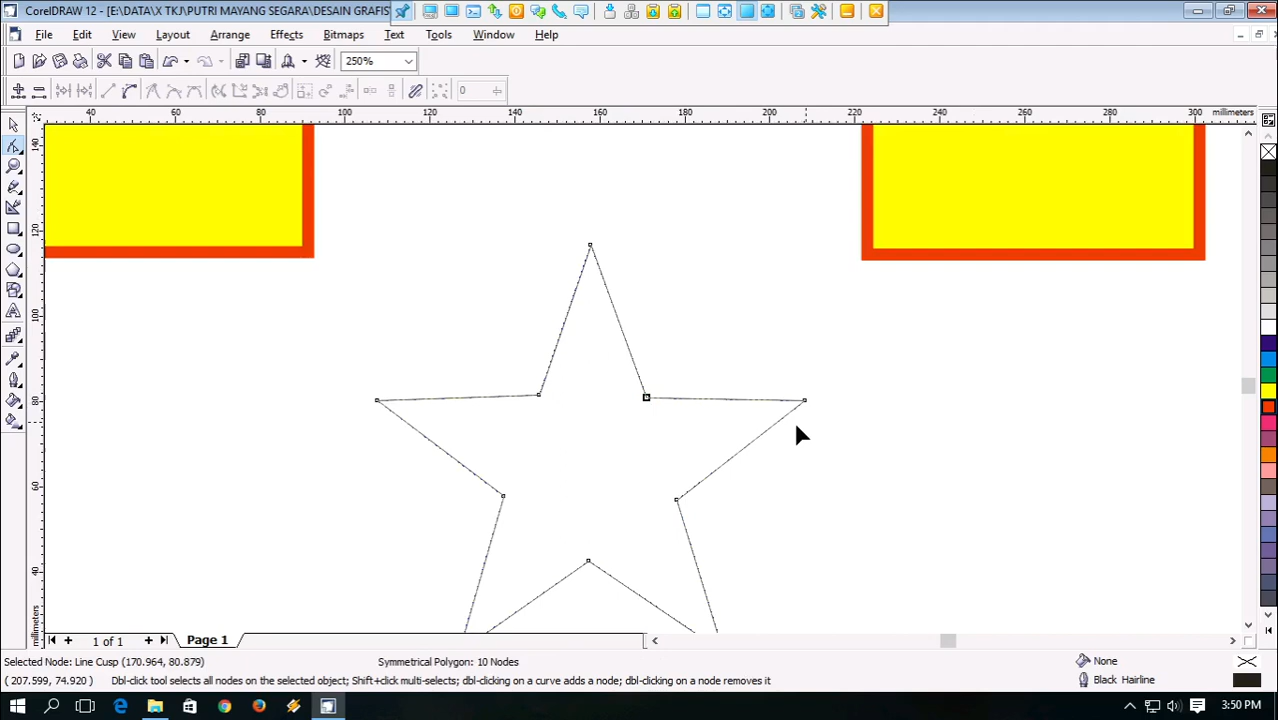 CorelDRAW 12 - [E:\DATA\X TKJ\PUTRI MAYANG SEGARA\DESAIN GRAFIS
File Edit View Layout Arrange Effects Bitmaps Text Tools Window Help
250%
0
40 60 80 100 120 140 160 180 200 220 240 260 280 300 millimeters
140
120
100
80
60
40
millimeters
1 of 1 Page 1
Selected Node: Line Cusp (170.964, 80.879) Symmetrical Polygon: 10 Nodes None
(207.599, 74.920) Dbl-click tool selects all nodes on the selected object; Shift+click multi-selects; dbl-clicking on a curve adds a node; dbl-clicking on a node removes it Black Hairline
3:50 PM